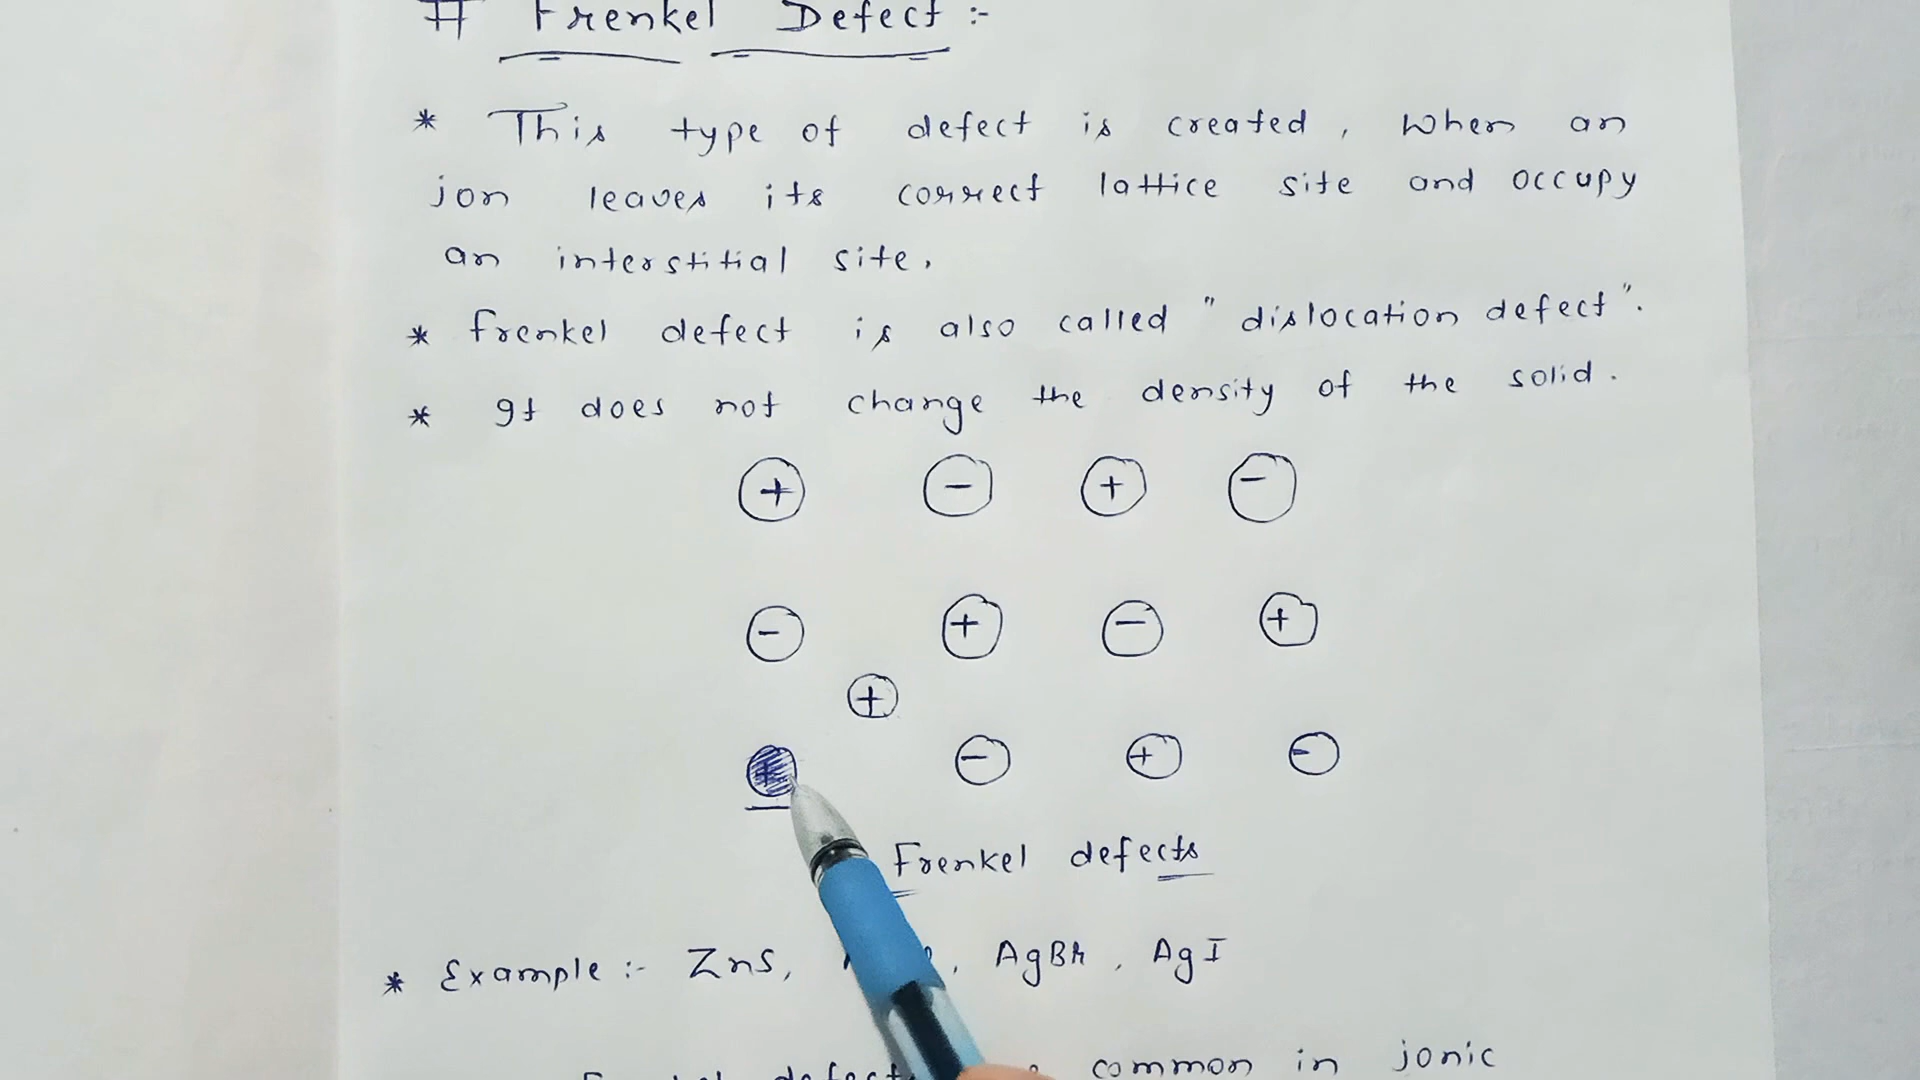 # Frenkel Defect :-
* This type of defect is created, when an
ion leaves its correct lattice site and occupy
an interstitial site.
* Frenkel defect is also called "dislocation defect".
* It does not change the density of the solid.
+ - + -
- + - +
+
+ - + -
Frenkel defects
* Example :- ZnS, , AgBr, AgI
common in ionic